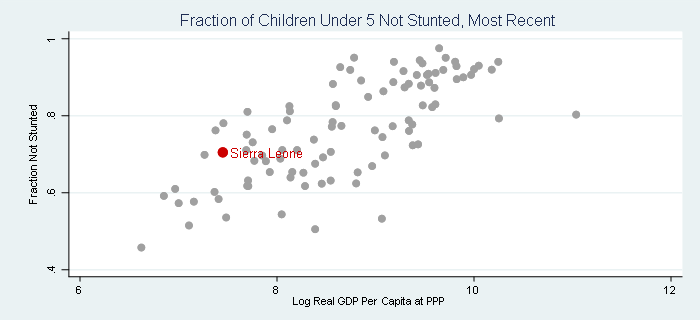 Fraction of Children Under 5 Not Stunted, Most Recent
1
.8
.6
.4
Fraction Not Stunted
Sierra Leone
6 8 10 12
Log Real GDP Per Capita at PPP